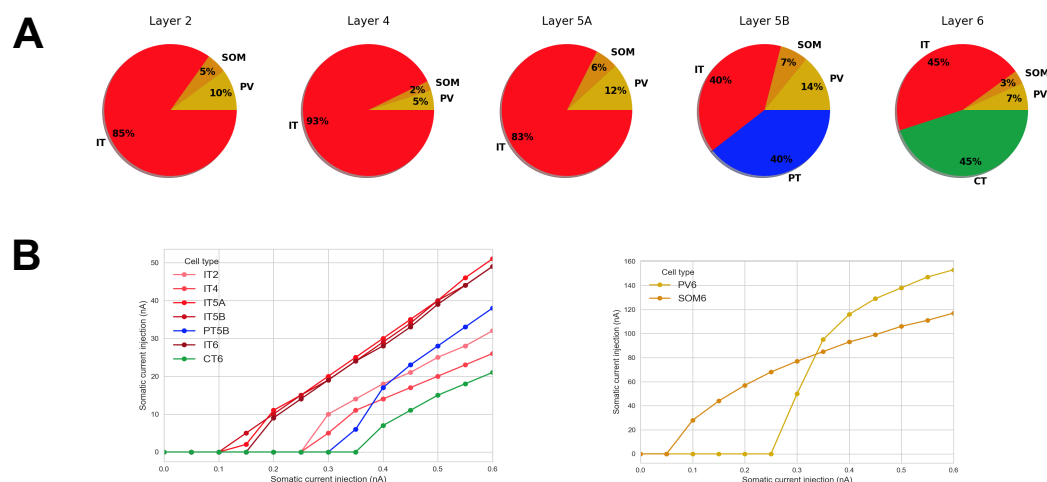 A
Layer 2
Layer 4
Layer 5A
Layer 5B
Layer 6
IT
85%
SOM
5%
PV
10%
IT
93%
SOM
2%
PV
5%
IT
83%
SOM
6%
PV
12%
IT
40%
SOM
7%
PV
14%
PT
40%
IT
45%
SOM
3%
PV
7%
CT
45%
B
Cell type
IT2
IT4
IT5A
IT5B
PT5B
IT6
CT6
Somatic current injection (nA)
50
40
30
20
10
0
0.0 0.1 0.2 0.3 0.4 0.5 0.6
Somatic current injection (nA)
Cell type
PV6
SOM6
Somatic current injection (nA)
160
140
120
100
80
60
40
20
0
0.0 0.1 0.2 0.3 0.4 0.5 0.6
Somatic current injection (nA)